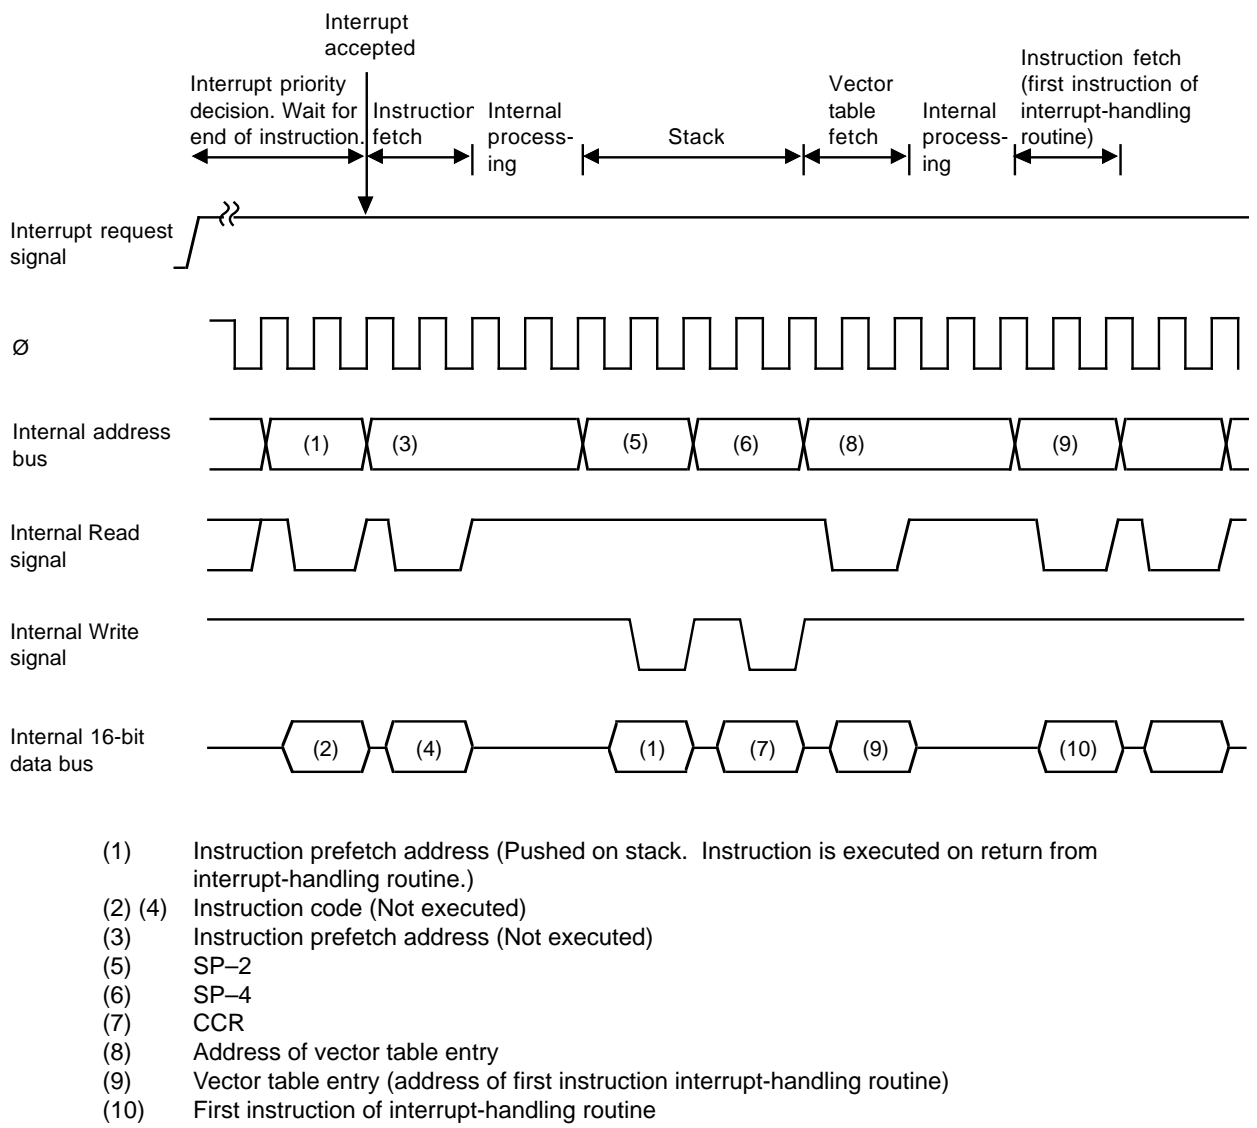 Interrupt
accepted
Interrupt priority
decision. Wait for
end of instruction.
Instruction
fetch
Internal
process-
ing
Stack
Vector
table
fetch
Internal
process-
ing
Instruction fetch
(first instruction of
interrupt-handling
routine)
Interrupt request
signal
Ø
Internal address
bus
(1)
(3)
(5)
(6)
(8)
(9)
Internal Read
signal
Internal Write
signal
Internal 16-bit
data bus
(2)
(4)
(1)
(7)
(9)
(10)
(1) Instruction prefetch address (Pushed on stack. Instruction is executed on return from
interrupt-handling routine.)
(2) (4) Instruction code (Not executed)
(3) Instruction prefetch address (Not executed)
(5) SP–2
(6) SP–4
(7) CCR
(8) Address of vector table entry
(9) Vector table entry (address of first instruction interrupt-handling routine)
(10) First instruction of interrupt-handling routine